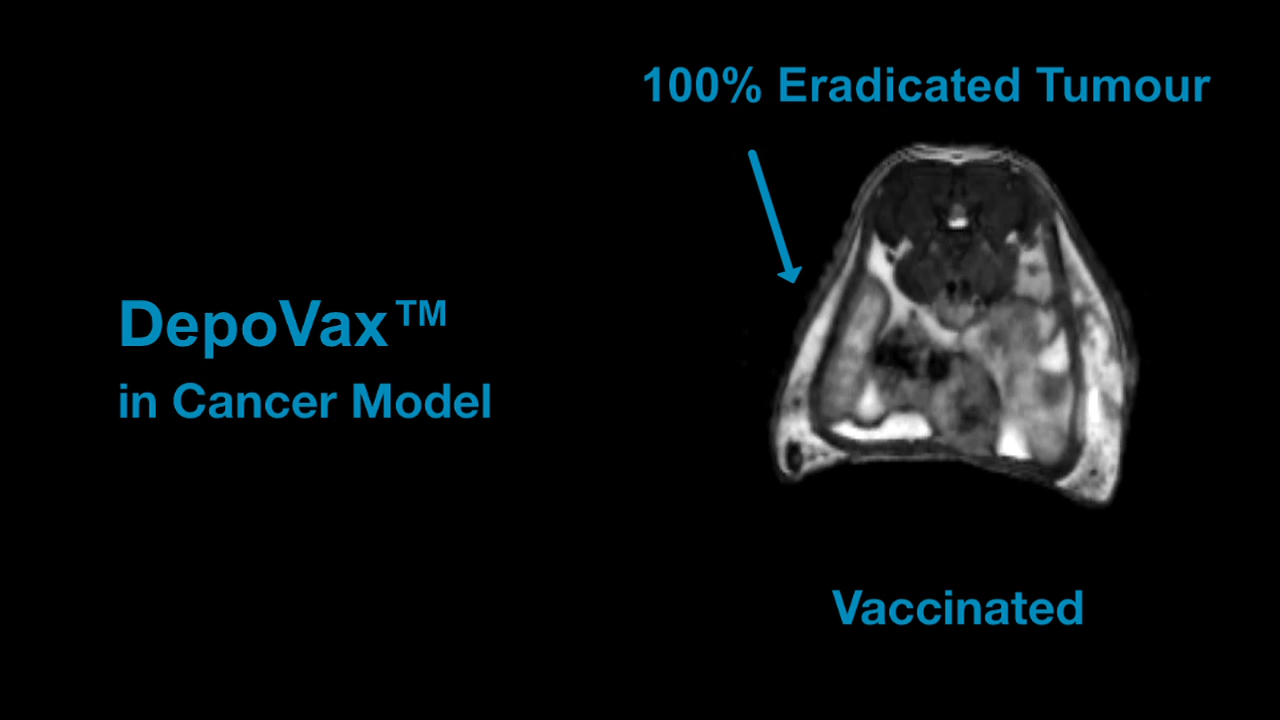 100% Eradicated Tumour
DepoVax™
in Cancer Model
Vaccinated